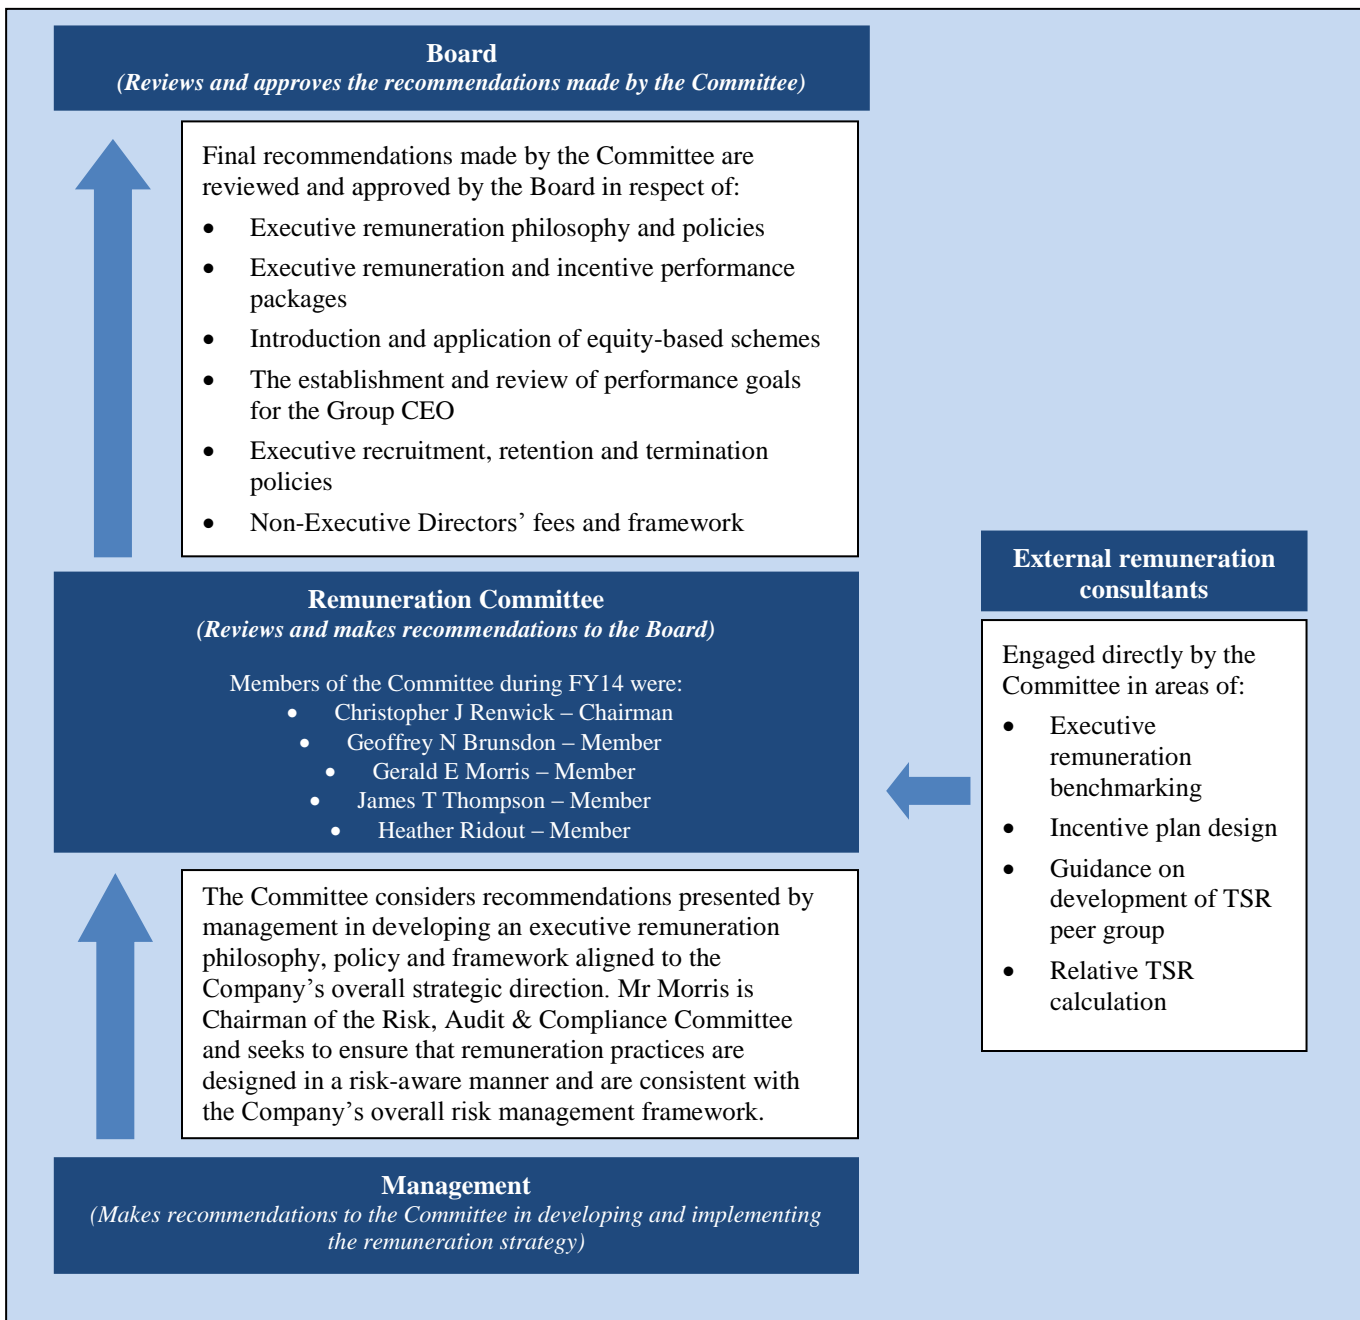 Board
(Reviews and approves the recommendations made by the Committee)
Final recommendations made by the Committee are
reviewed and approved by the Board in respect of:
• Executive remuneration philosophy and policies
• Executive remuneration and incentive performance
packages
• Introduction and application of equity-based schemes
• The establishment and review of performance goals
for the Group CEO
• Executive recruitment, retention and termination
policies
• Non-Executive Directors’ fees and framework
Remuneration Committee
(Reviews and makes recommendations to the Board)
Members of the Committee during FY14 were:
• Christopher J Renwick – Chairman
• Geoffrey N Brunsdon – Member
• Gerald E Morris – Member
• James T Thompson – Member
• Heather Ridout – Member
External remuneration
consultants
Engaged directly by the
Committee in areas of:
• Executive
remuneration
benchmarking
• Incentive plan design
• Guidance on
development of TSR
peer group
• Relative TSR
calculation
The Committee considers recommendations presented by
management in developing an executive remuneration
philosophy, policy and framework aligned to the
Company’s overall strategic direction. Mr Morris is
Chairman of the Risk, Audit & Compliance Committee
and seeks to ensure that remuneration practices are
designed in a risk-aware manner and are consistent with
the Company’s overall risk management framework.
Management
(Makes recommendations to the Committee in developing and implementing
the remuneration strategy)